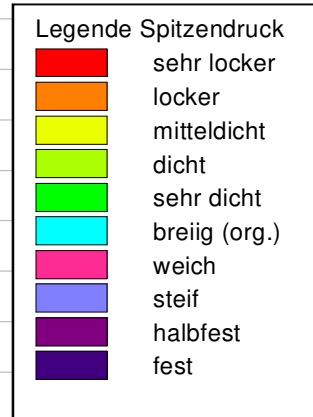 Legende Spitzendruck
sehr locker
locker
mitteldicht
dicht
sehr dicht
breiig (org.)
weich
steif
halbfest
fest